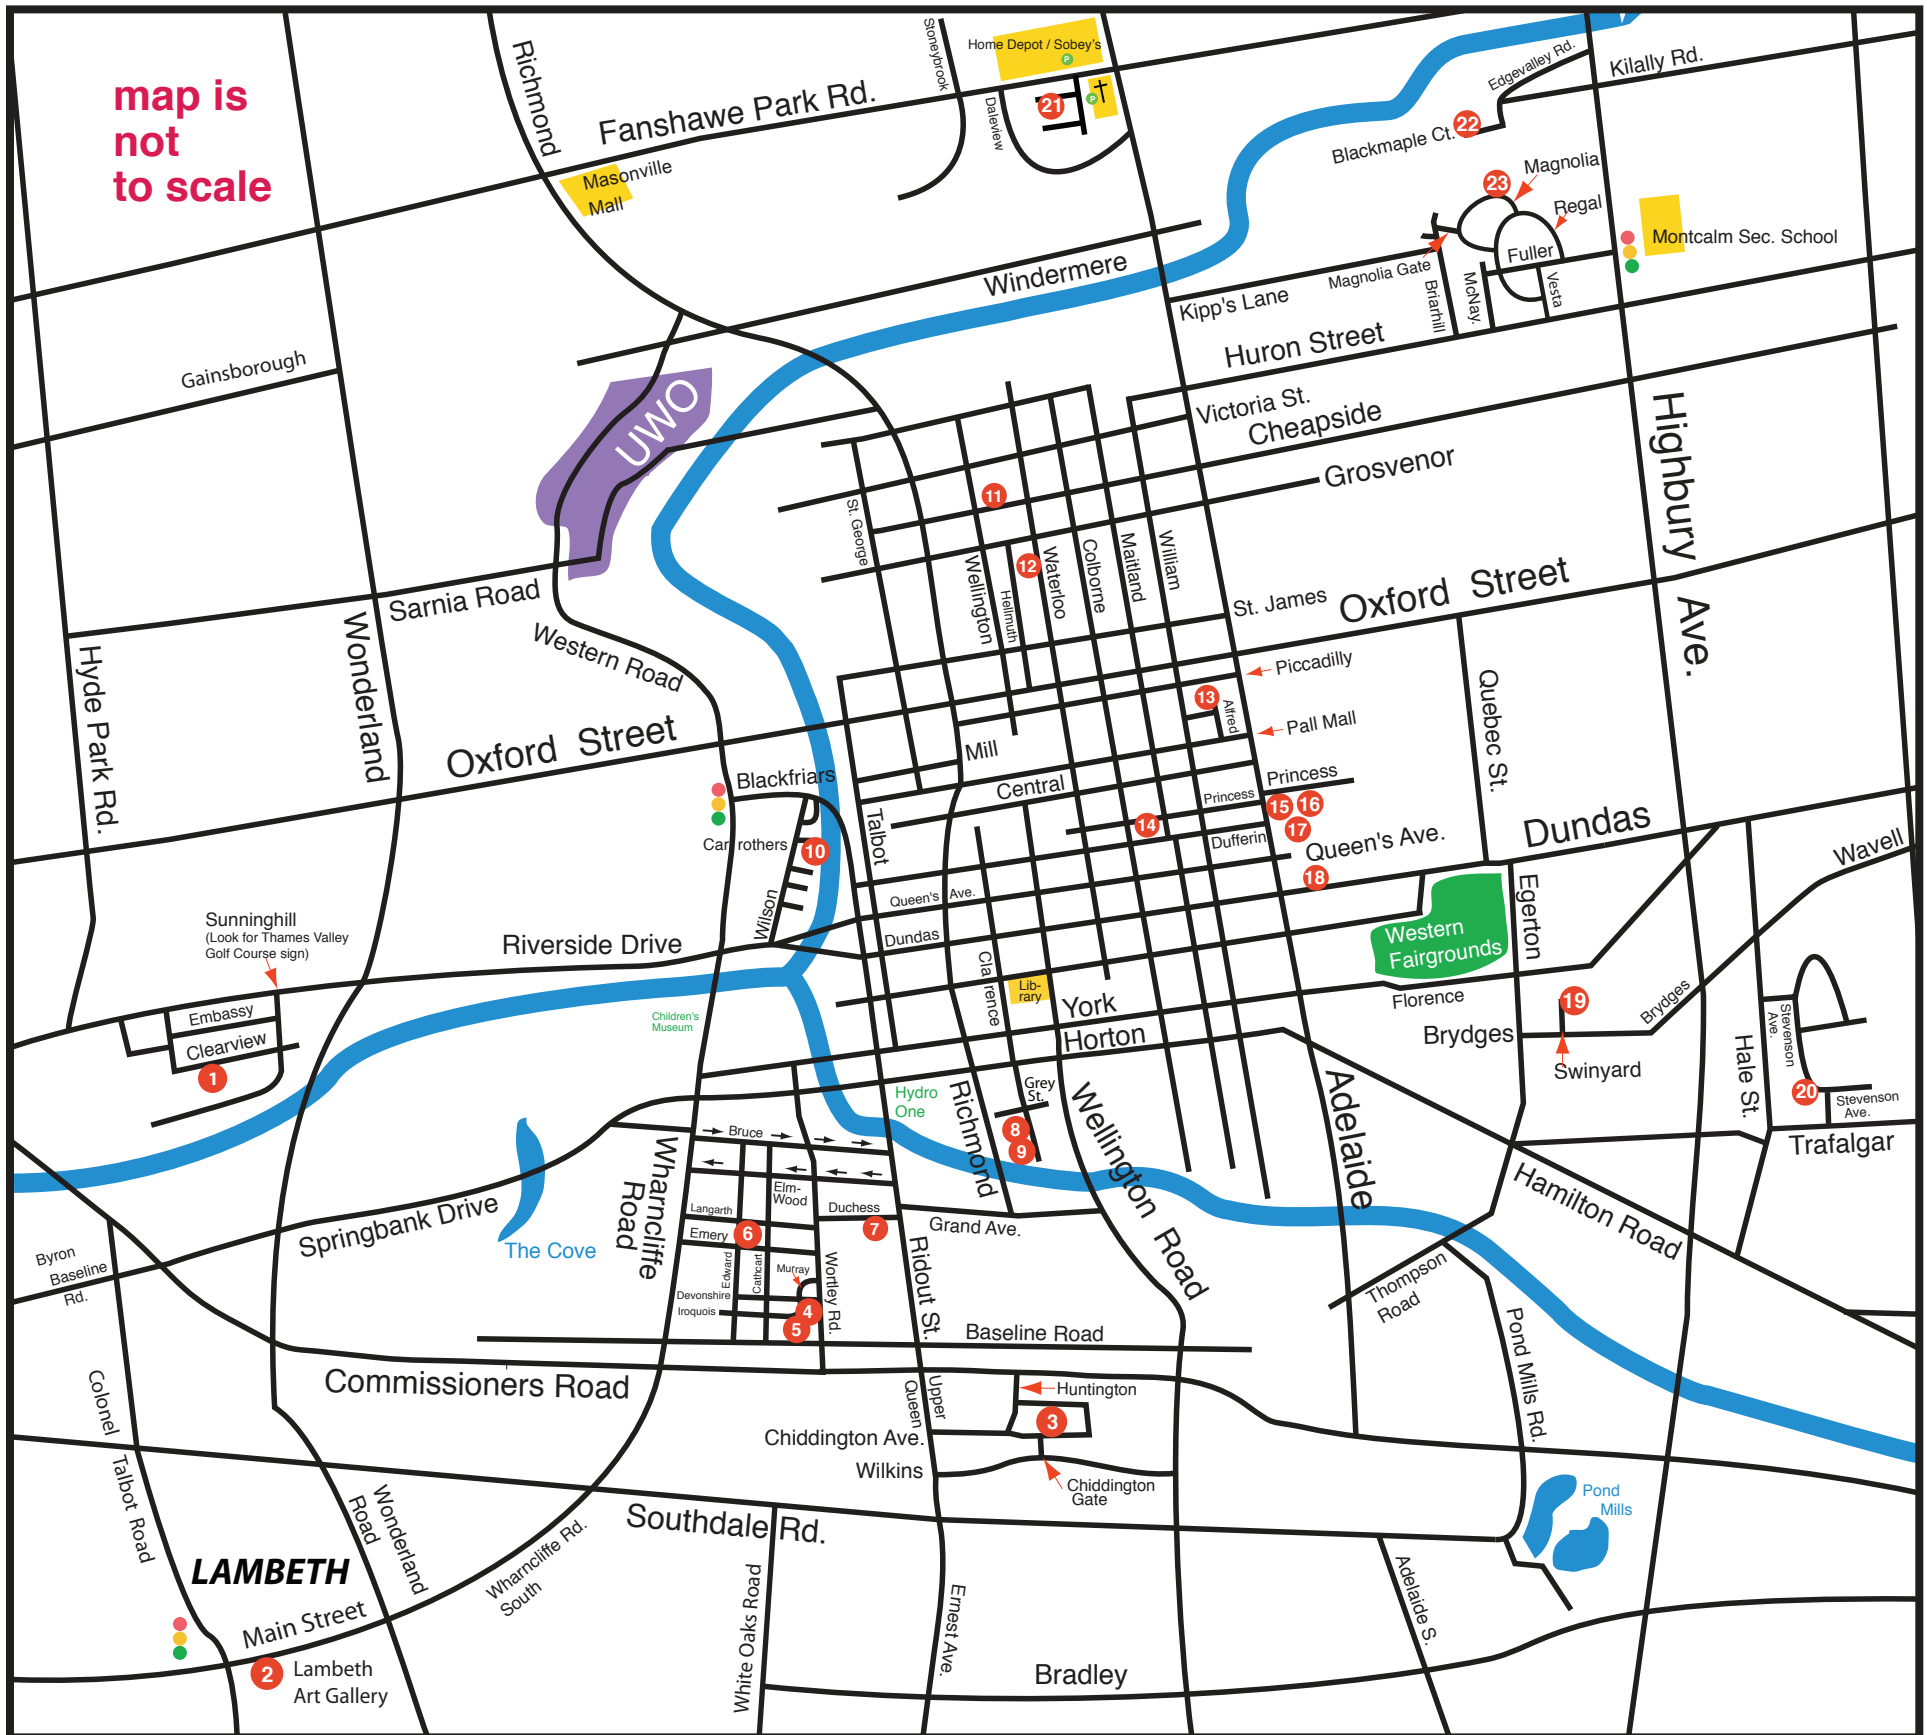 map is
not
to scale
Richmond
Fanshawe Park Rd.
Masonville
Mall
Stoneybrook
Home Depot / Sobey's
P
Daleview
21
P
Edgevalley Rd.
Kilally Rd.
22
Blackmaple Ct.
23
Magnolia
Regal
Fuller
Montcalm Sec. School
Magnolia Gate
Briarhill
McNay.
Vesta
Windermere
Kipp's Lane
Huron Street
Gainsborough
UWO
Victoria St.
Cheapside
Grosvenor
Highbury
Ave.
11
12
St. George
Wellington
Hellmuth
Waterloo
Colborne
Maitland
William
St. James
Oxford Street
Sarnia Road
Western Road
Hyde Park Rd.
Wonderland
Oxford Street
Piccadilly
13
Alfred
Pall Mall
Quebec St.
Mill
Central
Princess
Princess
15
16
17
14
Dufferin
Queen's Ave.
18
Dundas
Wavell
Blackfriars
Talbot
Carrothers
10
Wilson
Queen's Ave.
Dundas
Clarence
Lib-
rary
York
Horton
Western
Fairgrounds
Egerton
Florence
19
Brydges
Brydges
Swinyard
Hale St.
Stevenson
Ave.
20
Stevenson
Ave.
Trafalgar
Sunninghill
(Look for Thames Valley
Golf Course sign)
Riverside Drive
Embassy
Clearview
1
Children's
Museum
Hydro
One
Richmond
Grey
St.
8
9
Wellington Road
Adelaide
Hamilton Road
Bruce
Wharncliffe
Road
Elm-
Wood
Langarth
Duchess
Emery
6
7
Grand Ave.
Edward
Cathcart
Murray
Devonshire
Iroquois
4
5
Wortley Rd.
Ridout St.
Springbank Drive
The Cove
Byron
Baseline
Rd.
Thompson
Road
Pond Mills Rd.
Baseline Road
Commissioners Road
Upper
Queen
Huntington
3
Chiddington Ave.
Wilkins
Chiddington
Gate
Pond
Mills
Colonel Talbot Road
Wonderland
Road
Southdale Rd.
LAMBETH
Main Street
Wharncliffe Rd.
South
White Oaks Road
Ernest Ave.
Adelaide S.
Bradley
2
Lambeth
Art Gallery